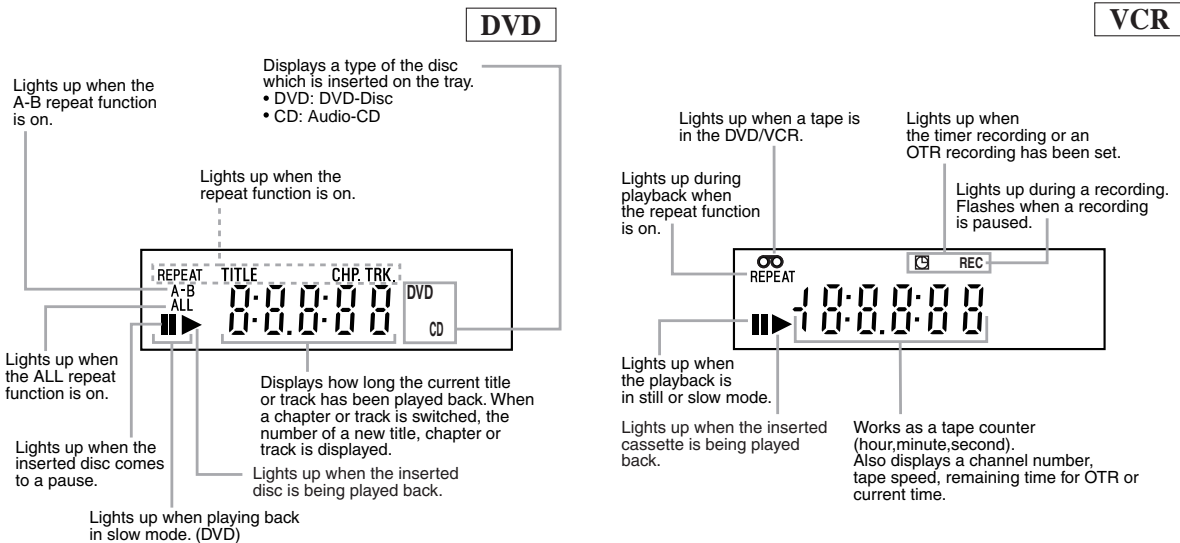 DVD
Displays a type of the disc
which is inserted on the tray.
• DVD: DVD-Disc
• CD: Audio-CD
Lights up when the
A-B repeat function
is on.
Lights up when the
repeat function is on.
REPEAT TITLE CHP. TRK.
A-B
ALL
8:8.8:8 8
DVD
CD
Lights up when
the ALL repeat
function is on.
Displays how long the current title
or track has been played back. When
a chapter or track is switched, the
number of a new title, chapter or
track is displayed.
Lights up when the
inserted disc comes
to a pause.
Lights up when the inserted
disc is being played back.
Lights up when playing back
in slow mode. (DVD)
VCR
Lights up when a tape is
in the DVD/VCR.
Lights up when
the timer recording or an
OTR recording has been set.
Lights up during
playback when
the repeat function
is on.
Lights up during a recording.
Flashes when a recording
is paused.
REPEAT
REC
-18:8.8:8 8
Lights up when
the playback is
in still or slow mode.
Lights up when the inserted
cassette is being played
back.
Works as a tape counter
(hour,minute,second).
Also displays a channel number,
tape speed, remaining time for OTR or
current time.